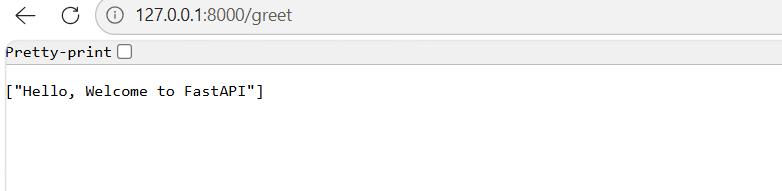 127.0.0.1:8000/greet
Pretty-print
["Hello, Welcome to FastAPI"]